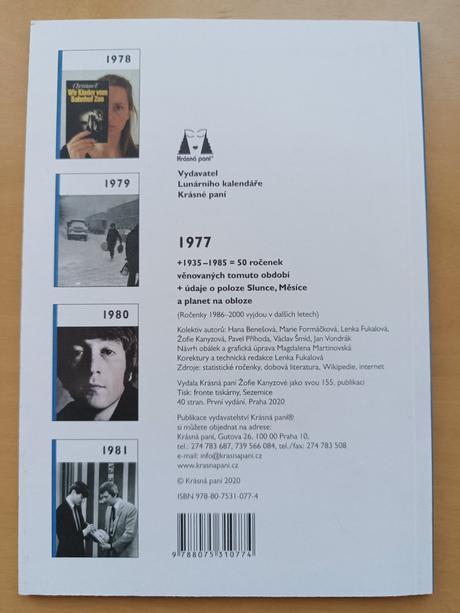 1978
Christiane F.
Wir Kinder vom
Bahnhof Zoo
1979
1980
1981
Krásná paní®
Vydavatel
Lunárního kalendáře
Krásné paní
1977
+1935–1985 = 50 ročenek
věnovaných tomuto období
+ údaje o poloze Slunce, Měsíce
a planet na obloze
(Ročenky 1986–2000 vyjdou v dalších letech)
Kolektiv autorů: Hana Benešová, Marie Formáčková, Lenka Fukalová,
Žofie Kanyzová, Pavel Příhoda, Václav Šmíd, Jan Vondrák
Návrh obálek a grafická úprava Magdalena Martinovská
Korektury a technická redakce Lenka Fukalová
Zdroje: statistické ročenky, dobová literatura, Wikipedie, internet
Vydala Krásná paní Žofie Kanyzové jako svou 155. publikaci
Tisk: fronte tiskárny, Sezemice
40 stran. První vydání. Praha 2020
Publikace vydavatelství Krásná paní®
si můžete objednat na adrese:
Krásná paní, Gutova 26, 100 00 Praha 10,
tel.: 274 783 687, 739 566 084, tel./fax: 274 783 508
e-mail: info@krasnapani.cz
www.krasnapani.cz
© Krásná paní 2020
ISBN 978-80-7531-077-4
9 788075 310774